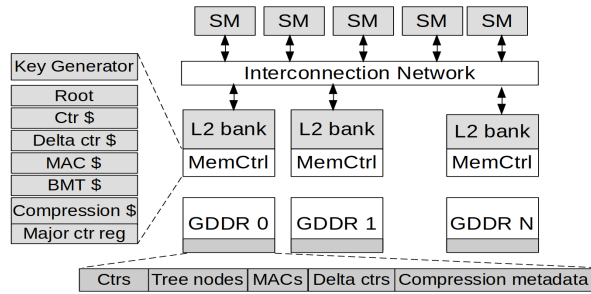 SM SM SM SM SM
Interconnection Network
Key Generator
Root
Ctr $
Delta ctr $
MAC $
BMT $
Compression $
Major ctr reg
L2 bank L2 bank L2 bank
MemCtrl MemCtrl MemCtrl
GDDR 0 GDDR 1 GDDR N
Ctrs Tree nodes MACs Delta ctrs Compression metadata